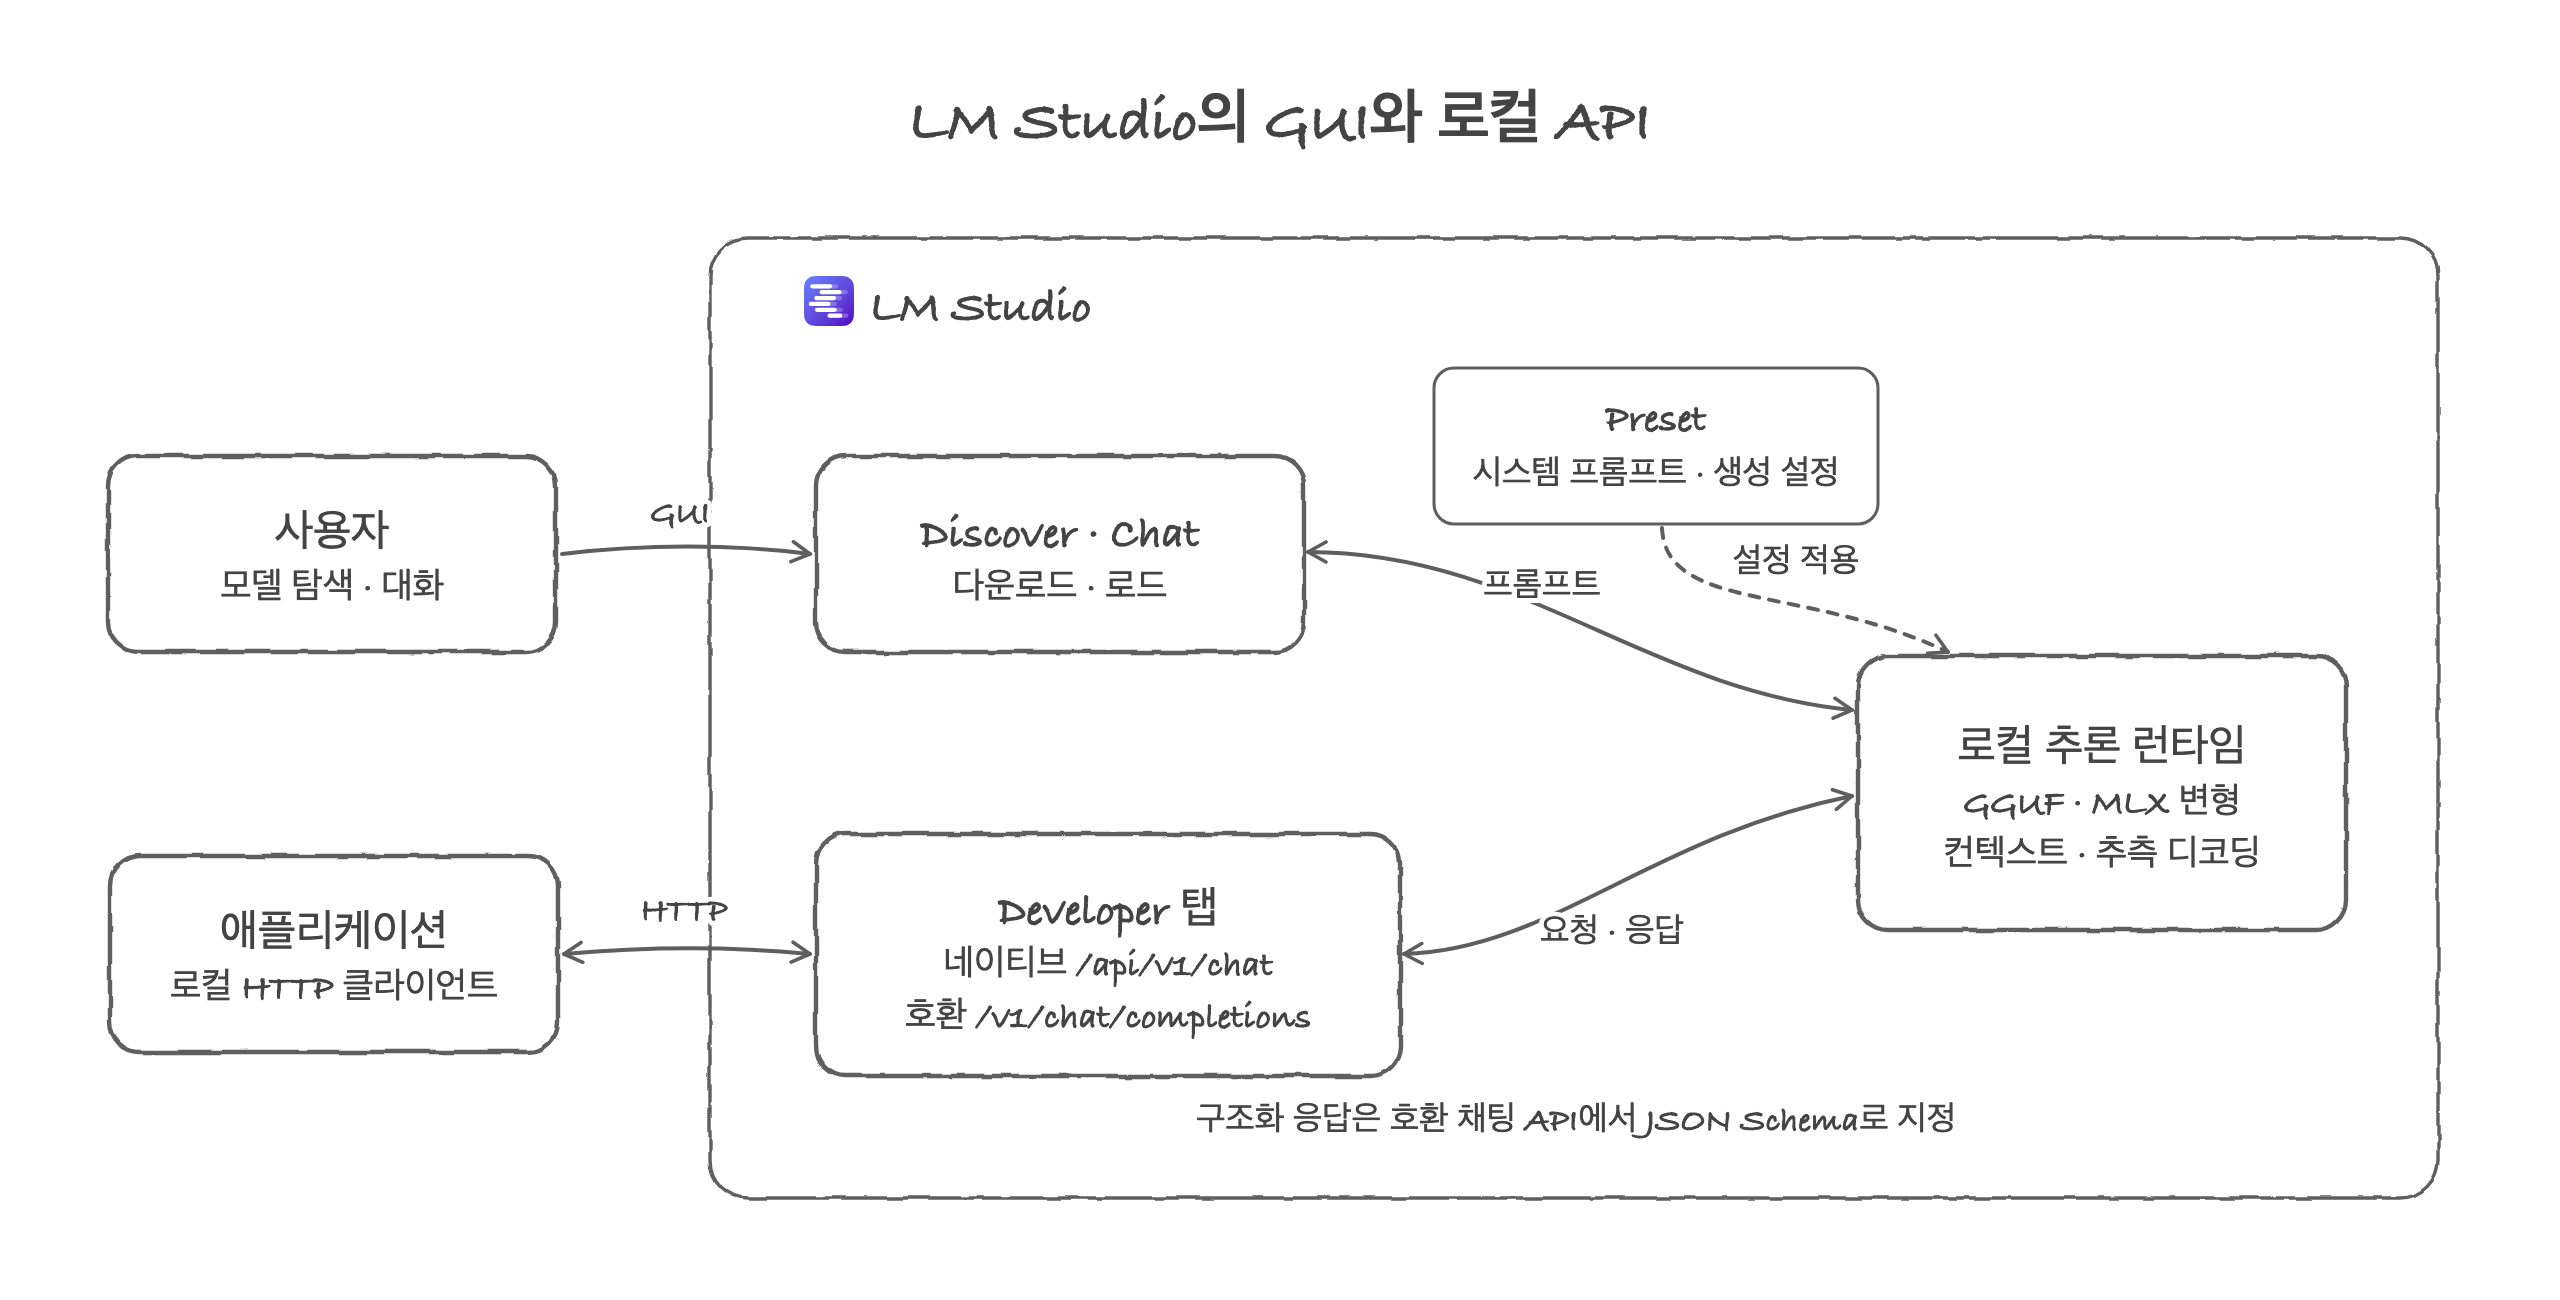 LM Studio의 GUI와 로컬 API
LM Studio
Preset
시스템 프롬프트 · 생성 설정
사용자
모델 탐색 · 대화
GUI
Discover · Chat
다운로드 · 로드
프롬프트
설정 적용
로컬 추론 런타임
GGUF · MLX 변형
컨텍스트 · 추측 디코딩
애플리케이션
로컬 HTTP 클라이언트
HTTP
Developer 탭
네이티브 /api/v1/chat
호환 /v1/chat/completions
요청 · 응답
구조화 응답은 호환 채팅 API에서 JSON Schema로 지정